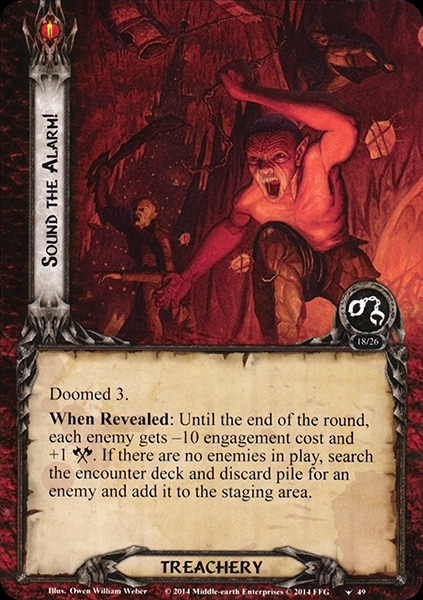 Sound the Alarm!
18/26
Doomed 3.
When Revealed: Until the end of the round,
each enemy gets –10 engagement cost and
+1 . If there are no enemies in play, search
the encounter deck and discard pile for an
enemy and add it to the staging area.
TREACHERY
Illus. Owen William Weber © 2014 Middle-earth Enterprises © 2014 FFG 49